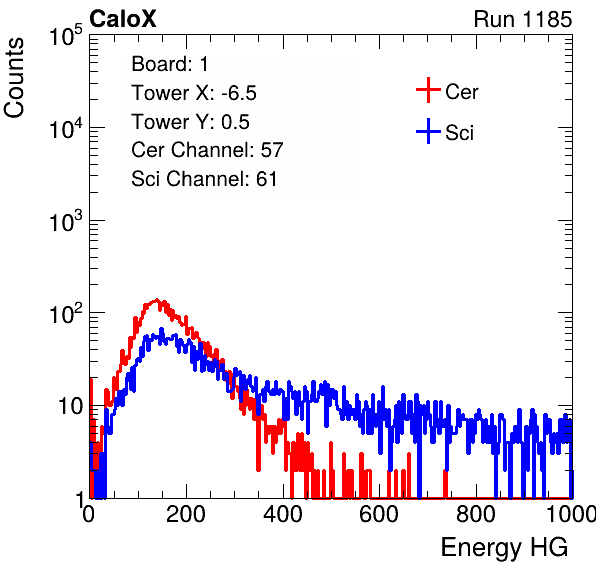 CaloX Run 1185
Counts
10^5
10^4
10^3
10^2
10
1
Board: 1
Tower X: -6.5
Tower Y: 0.5
Cer Channel: 57
Sci Channel: 61
Cer
Sci
0 200 400 600 800 1000
Energy HG